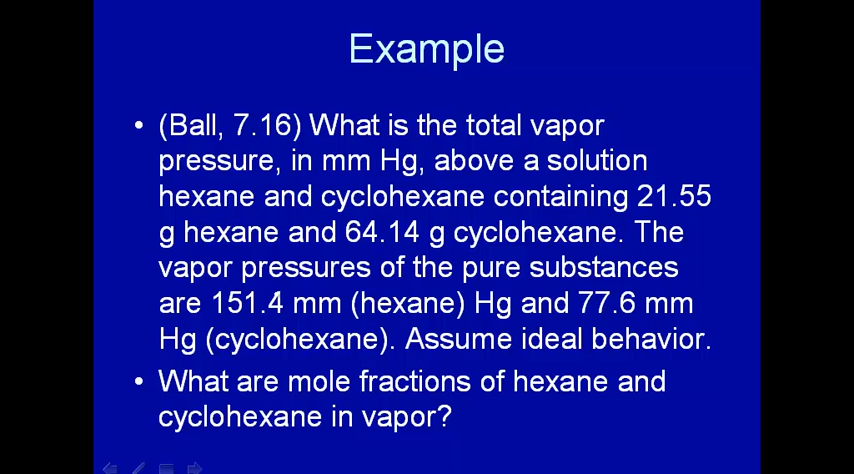 Example
• (Ball, 7.16) What is the total vapor
pressure, in mm Hg, above a solution
hexane and cyclohexane containing 21.55
g hexane and 64.14 g cyclohexane. The
vapor pressures of the pure substances
are 151.4 mm (hexane) Hg and 77.6 mm
Hg (cyclohexane). Assume ideal behavior.
• What are mole fractions of hexane and
cyclohexane in vapor?